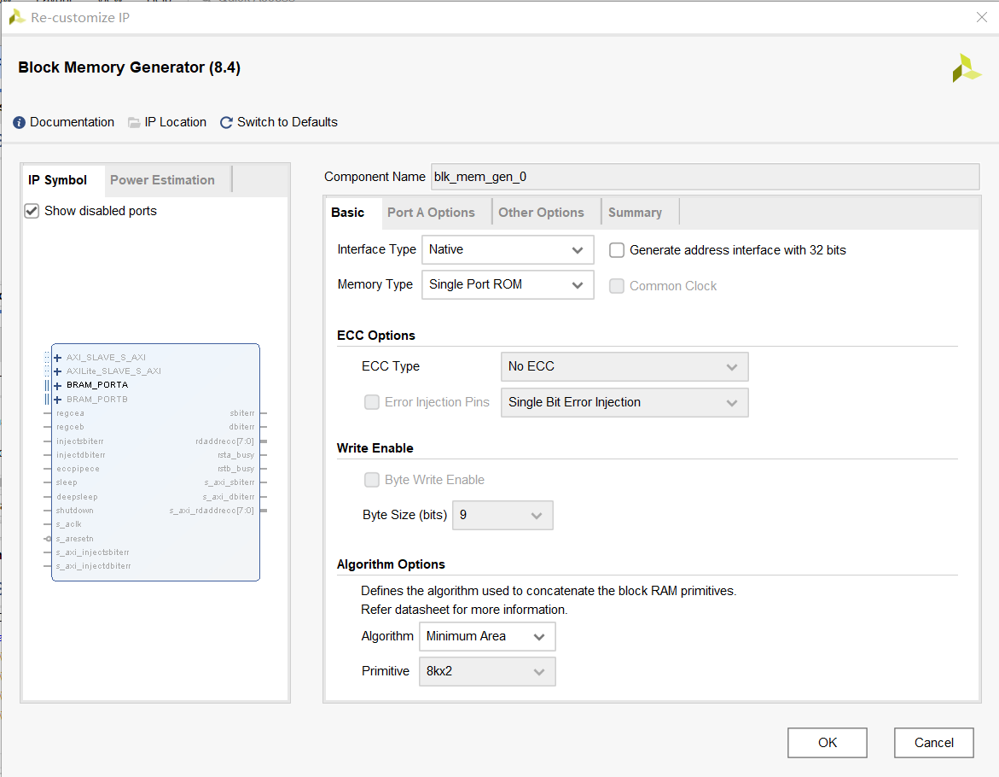 Re-customize IP
Block Memory Generator (8.4)
Documentation IP Location Switch to Defaults
IP Symbol Power Estimation
Show disabled ports
AXI_SLAVE_S_AXI
AXILite_SLAVE_S_AXI
BRAM_PORTA
BRAM_PORTB
regcea sbiterr
regceb dbiterr
injectsbiterr rdaddrecc[7:0]
injectdbiterr rsta_busy
eccpipece rstb_busy
sleep s_axi_sbiterr
deepsleep s_axi_dbiterr
shutdown s_axi_rdaddrecc[7:0]
s_aclk
s_aresetn
s_axi_injectsbiterr
s_axi_injectdbiterr
Component Name blk_mem_gen_0
Basic Port A Options Other Options Summary
Interface Type Native Generate address interface with 32 bits
Memory Type Single Port ROM Common Clock
ECC Options
ECC Type No ECC
Error Injection Pins Single Bit Error Injection
Write Enable
Byte Write Enable
Byte Size (bits) 9
Algorithm Options
Defines the algorithm used to concatenate the block RAM primitives.
Refer datasheet for more information.
Algorithm Minimum Area
Primitive 8kx2
OK Cancel